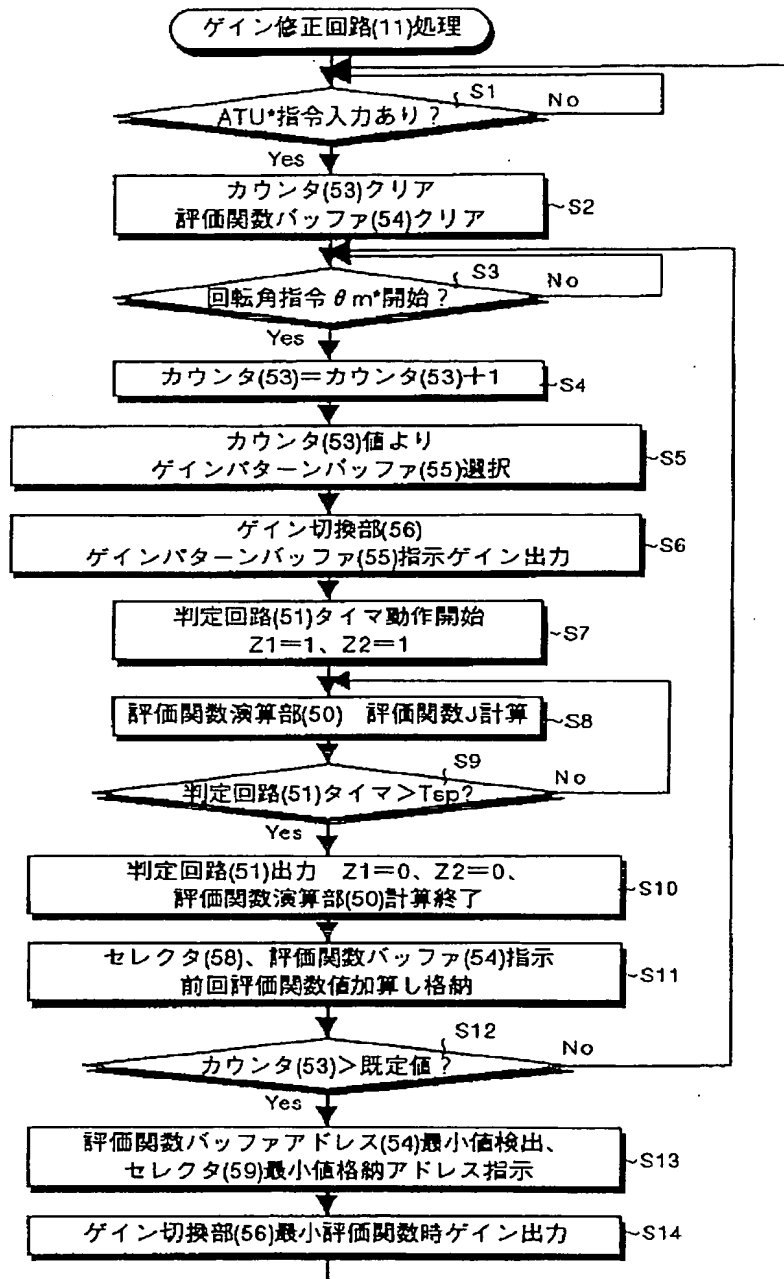 ゲイン修正回路(11)処理
S1
ATU*指令入力あり?
No
Yes
カウンタ(53)クリア
評価関数バッファ(54)クリア
S2
S3
回転角指令θm*開始?
No
Yes
カウンタ(53)=カウンタ(53)+1
S4
カウンタ(53)値より
ゲインパターンバッファ(55)選択
S5
ゲイン切換部(56)
ゲインパターンバッファ(55)指示ゲイン出力
S6
判定回路(51)タイマ動作開始
Z1=1、Z2=1
S7
評価関数演算部(50) 評価関数J計算
S8
S9
判定回路(51)タイマ>Tsp?
No
Yes
判定回路(51)出力 Z1=0、Z2=0、
評価関数演算部(50)計算終了
S10
セレクタ(58)、評価関数バッファ(54)指示
前回評価関数値加算し格納
S11
S12
カウンタ(53)>既定値?
No
Yes
評価関数バッファアドレス(54)最小値検出、
セレクタ(59)最小値格納アドレス指示
S13
ゲイン切換部(56)最小評価関数時ゲイン出力
S14